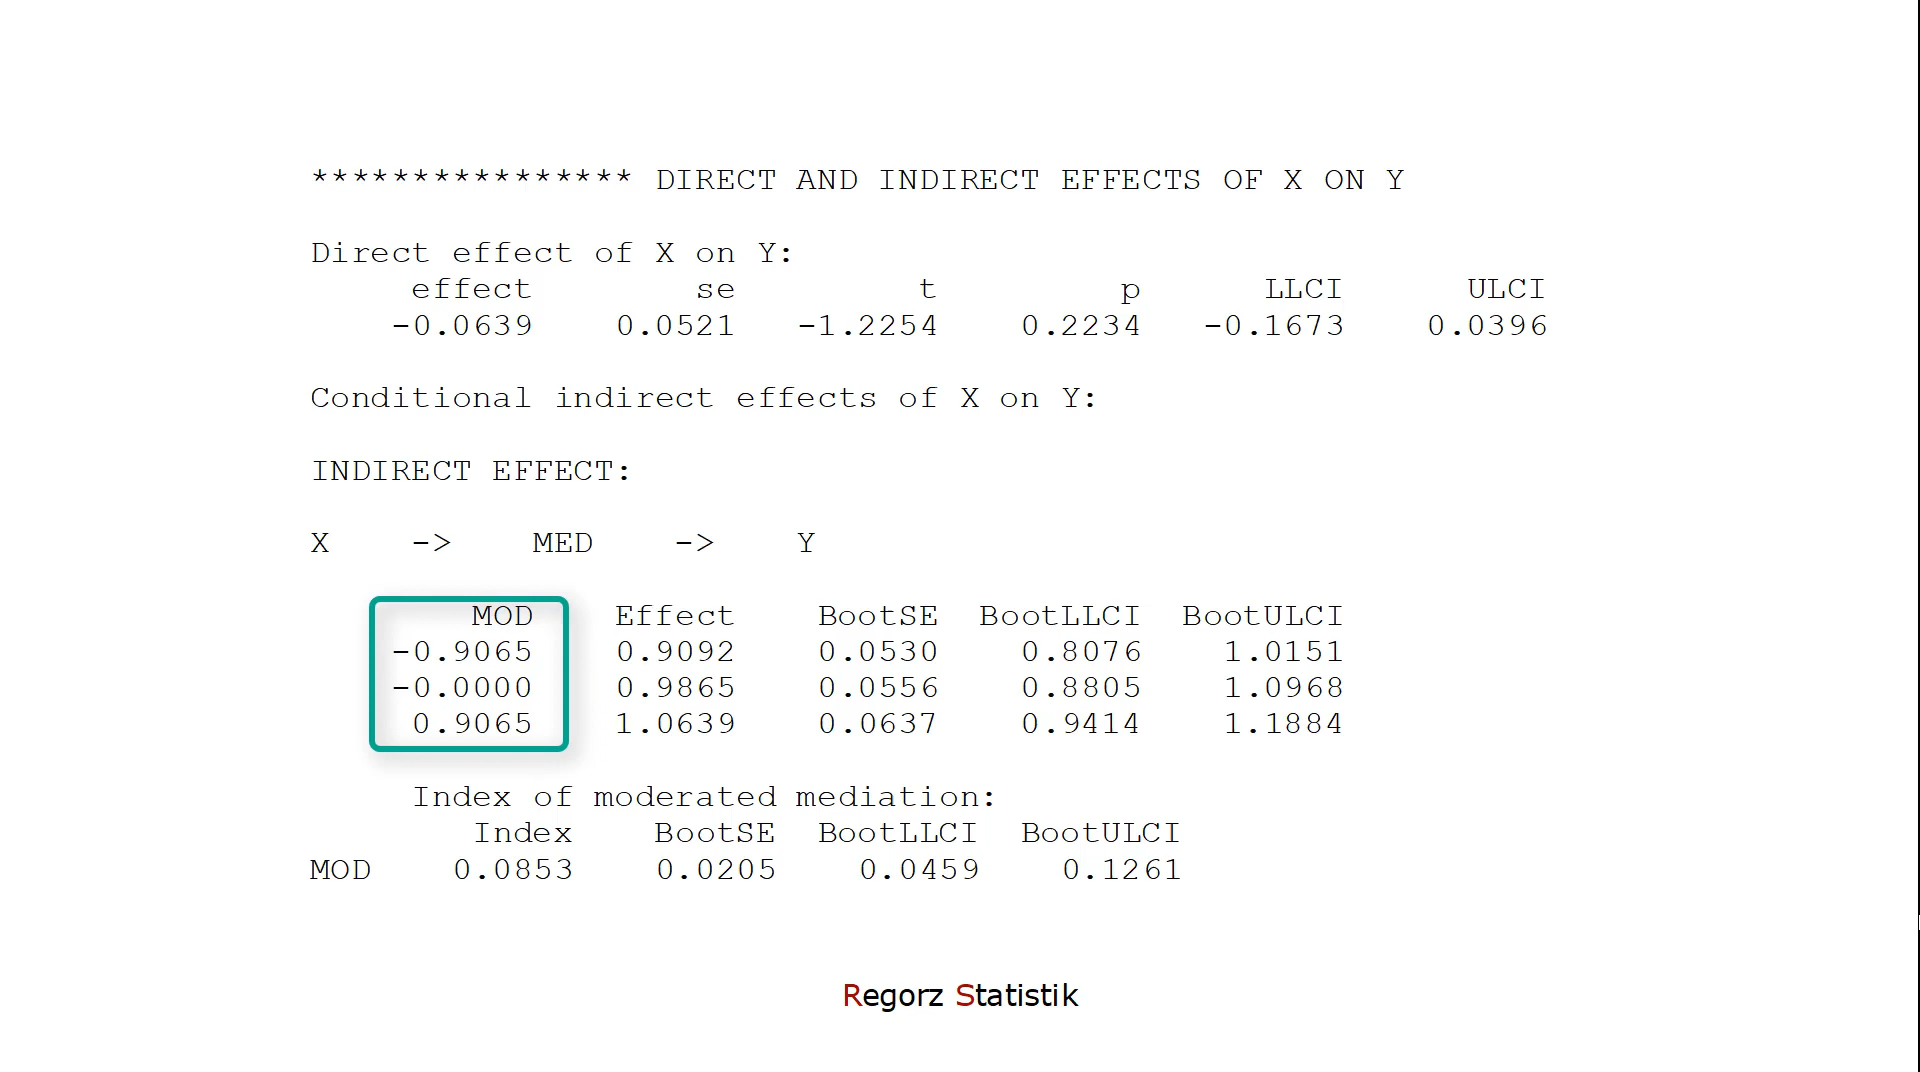 **************** DIRECT AND INDIRECT EFFECTS OF X ON Y
Direct effect of X on Y:
effect se t p LLCI ULCI
-0.0639 0.0521 -1.2254 0.2234 -0.1673 0.0396
Conditional indirect effects of X on Y:
INDIRECT EFFECT:
X -> MED -> Y
MOD Effect BootSE BootLLCI BootULCI
-0.9065 0.9092 0.0530 0.8076 1.0151
-0.0000 0.9865 0.0556 0.8805 1.0968
0.9065 1.0639 0.0637 0.9414 1.1884
Index of moderated mediation:
Index BootSE BootLLCI BootULCI
MOD 0.0853 0.0205 0.0459 0.1261
Regorz Statistik